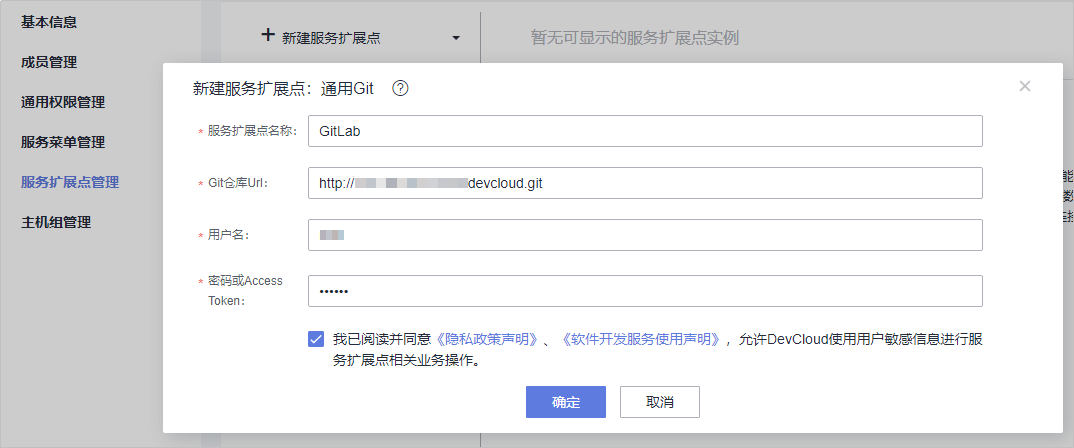 基本信息
成员管理
通用权限管理
服务菜单管理
服务扩展点管理
主机组管理
+ 新建服务扩展点
暂无可显示的服务扩展点实例
新建服务扩展点：通用Git ?
* 服务扩展点名称：
GitLab
* Git仓库Url：
http://
devcloud.git
* 用户名：
* 密码或Access
Token：
••••••
我已阅读并同意《隐私政策声明》、《软件开发服务使用声明》，允许DevCloud使用用户敏感信息进行服
务扩展点相关业务操作。
确定
取消
能
数